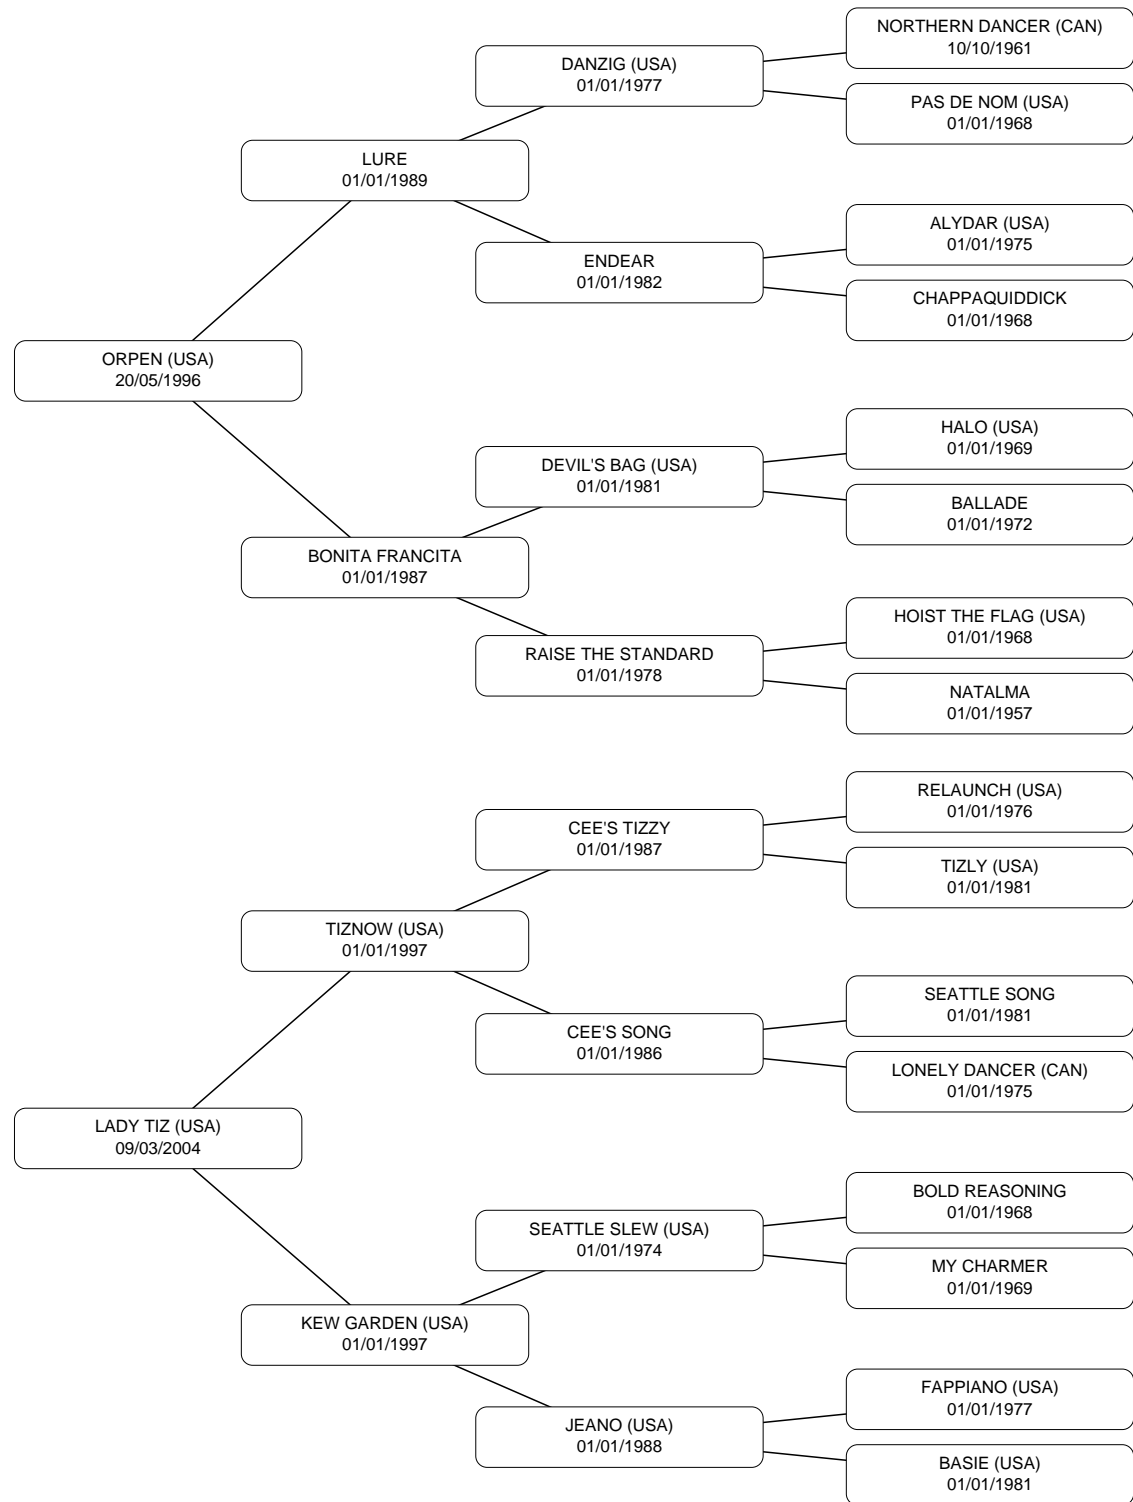 NORTHERN DANCER (CAN)
10/10/1961
DANZIG (USA)
01/01/1977
PAS DE NOM (USA)
01/01/1968
LURE
01/01/1989
ALYDAR (USA)
01/01/1975
ENDEAR
01/01/1982
CHAPPAQUIDDICK
01/01/1968
ORPEN (USA)
20/05/1996
HALO (USA)
01/01/1969
DEVIL'S BAG (USA)
01/01/1981
BALLADE
01/01/1972
BONITA FRANCITA
01/01/1987
HOIST THE FLAG (USA)
01/01/1968
RAISE THE STANDARD
01/01/1978
NATALMA
01/01/1957
RELAUNCH (USA)
01/01/1976
CEE'S TIZZY
01/01/1987
TIZLY (USA)
01/01/1981
TIZNOW (USA)
01/01/1997
SEATTLE SONG
01/01/1981
CEE'S SONG
01/01/1986
LONELY DANCER (CAN)
01/01/1975
LADY TIZ (USA)
09/03/2004
BOLD REASONING
01/01/1968
SEATTLE SLEW (USA)
01/01/1974
MY CHARMER
01/01/1969
KEW GARDEN (USA)
01/01/1997
FAPPIANO (USA)
01/01/1977
JEANO (USA)
01/01/1988
BASIE (USA)
01/01/1981